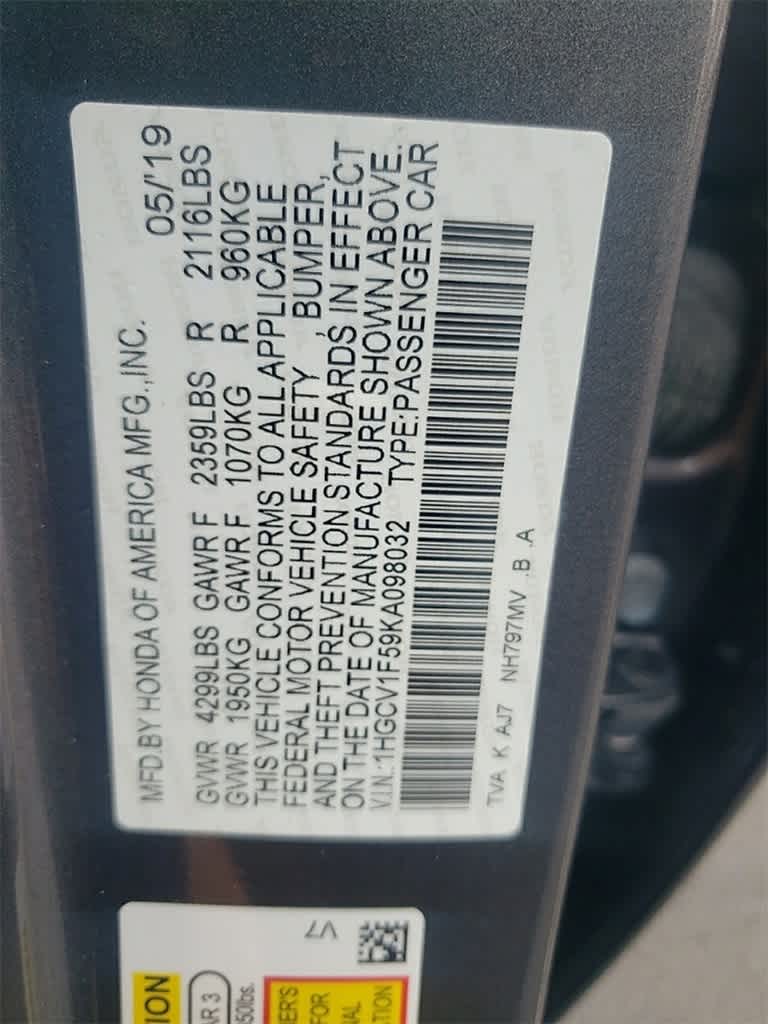 MFD.BY HONDA OF AMERICA MFG.,INC. 05/'19
GVWR 4299LBS GAWR F 2359LBS R 2116LBS
GVWR 1950KG GAWR F 1070KG R 960KG
THIS VEHICLE CONFORMS TO ALL APPLICABLE
FEDERAL MOTOR VEHICLE SAFETY , BUMPER,
AND THEFT PREVENTION STANDARDS IN EFFECT
ON THE DATE OF MANUFACTURE SHOWN ABOVE.
V.I.N.:1HGCV1F59KA098032 TYPE:PASSENGER CAR
TVA K AJ7 NH797MV .B .A
V7